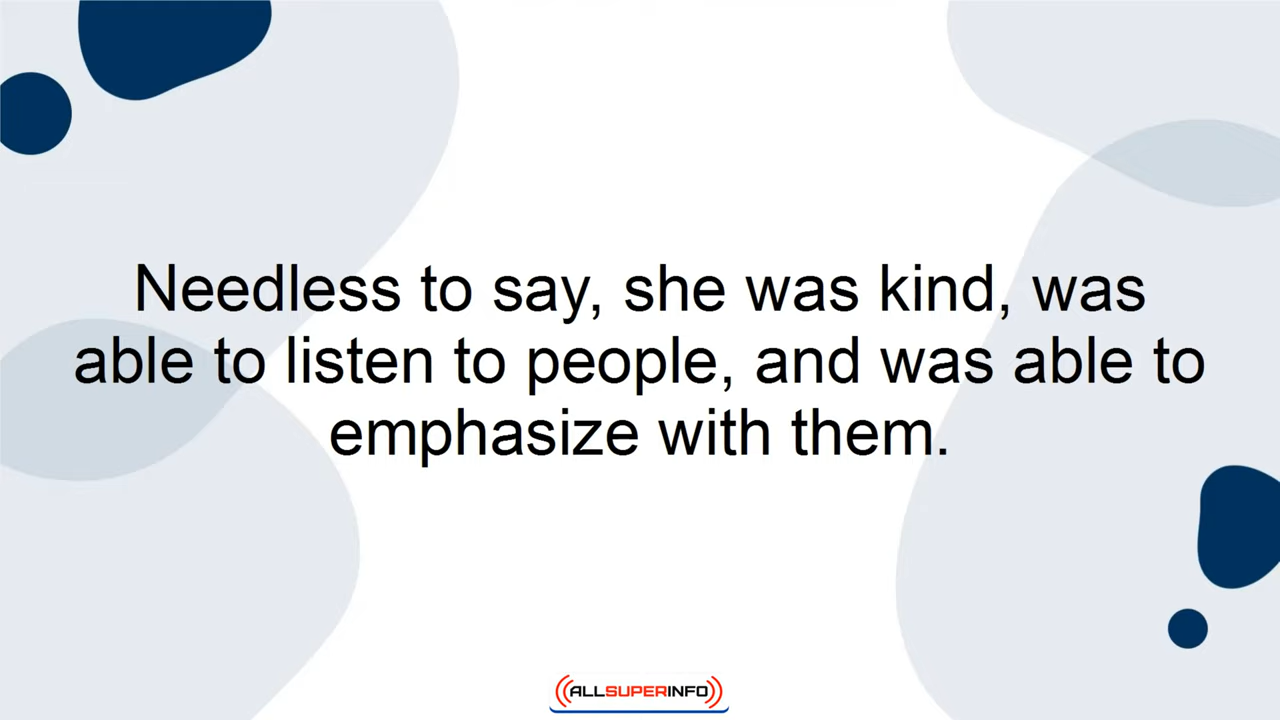 Needless to say, she was kind, was
able to listen to people, and was able to
emphasize with them.
ALLSUPERINFO